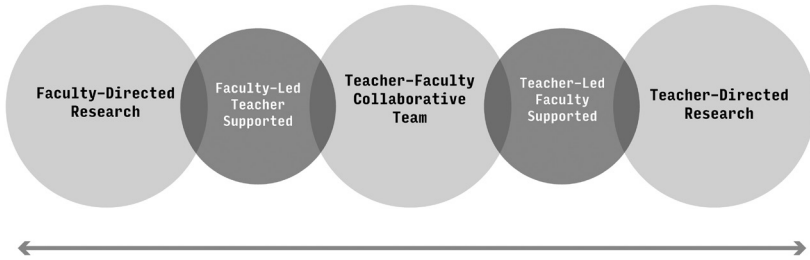 Faculty-Directed
Research
Faculty-Led
Teacher
Supported
Teacher-Faculty
Collaborative
Team
Teacher-Led
Faculty
Supported
Teacher-Directed
Research